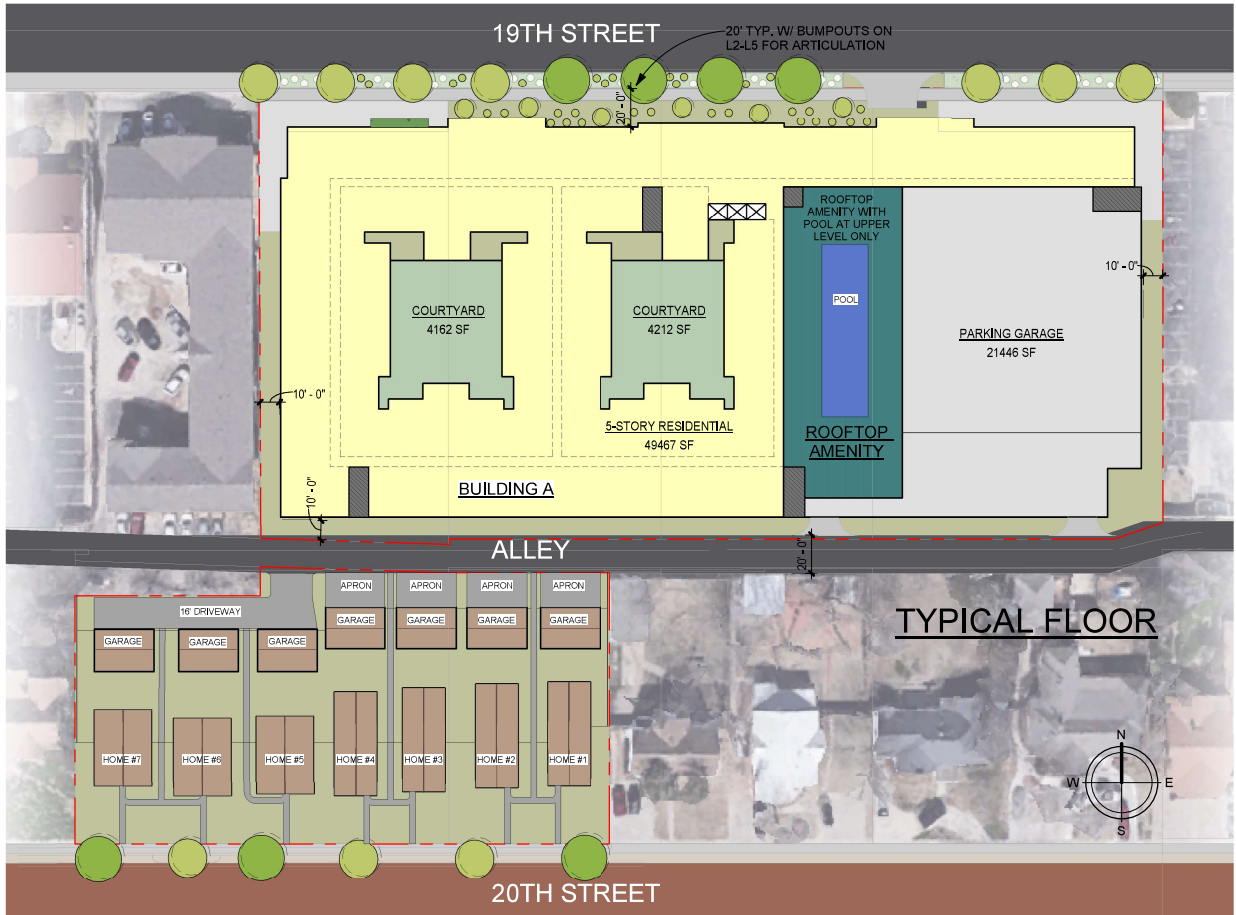 19TH STREET
20' TYP. W/ BUMPOUTS ON
L2-L5 FOR ARTICULATION
20' - 0"
ROOFTOP
AMENITY WITH
POOL AT UPPER
LEVEL ONLY
POOL
10' - 0"
COURTYARD
4162 SF
COURTYARD
4212 SF
PARKING GARAGE
21446 SF
10' - 0"
5-STORY RESIDENTIAL
49467 SF
ROOFTOP
AMENITY
BUILDING A
10' - 0"
ALLEY
20' - 0"
APRON
APRON
APRON
APRON
16' DRIVEWAY
GARAGE
GARAGE
GARAGE
GARAGE
GARAGE
GARAGE
GARAGE
TYPICAL FLOOR
HOME #7
HOME #6
HOME #5
HOME #4
HOME #3
HOME #2
HOME #1
N
W
E
S
20TH STREET